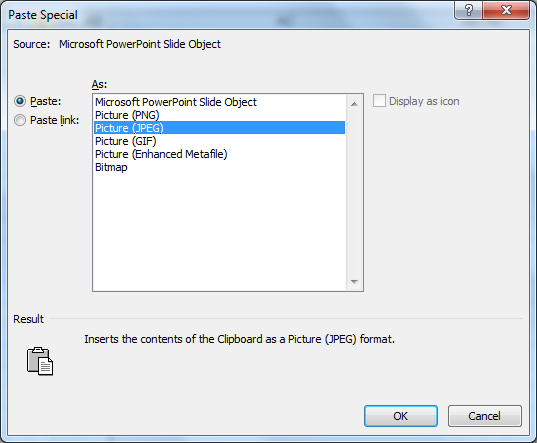 Paste Special
Source: Microsoft PowerPoint Slide Object
As:
Paste:
Paste link:
Microsoft PowerPoint Slide Object
Picture (PNG)
Picture (JPEG)
Picture (GIF)
Picture (Enhanced Metafile)
Bitmap
Display as icon
Result
Inserts the contents of the Clipboard as a Picture (JPEG) format.
OK
Cancel